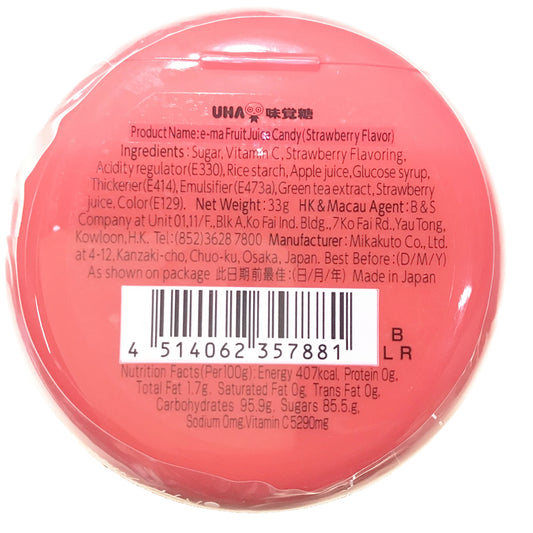 UHA 味覚糖
Product Name: e-ma Fruit Juice Candy (Strawberry Flavor)
Ingredients : Sugar, Vitamin C, Strawberry Flavoring,
Acidity regulator(E330), Rice starch, Apple juice, Glucose syrup,
Thickener(E414), Emulsifier(E473a), Green tea extract, Strawberry
juice, Color(E129). Net Weight: 33g HK & Macau Agent: B & S
Company at Unit 01,11/F., Blk A, Ko Fai Ind. Bldg., ,7 Ko Fai Rd., Yau Tong,
Kowloon, H.K. Tel:(852)3628 7800 Manufacturer: Mikakuto Co., Ltd.
at 4-12, Kanzaki-cho, Chuo-ku, Osaka, Japan. Best Before: (D/M/Y)
As shown on package 此日期前最佳：(日/月/年) Made in Japan
4 514062 357881
B
L R
Nutrition Facts(Per100g): Energy 407kcal, Protein 0g,
Total Fat 1.7g, Saturated Fat 0g, Trans Fat 0g,
Carbohydrates 95.9g, Sugars 85.5g,
Sodium 0mg, Vitamin C5290mg